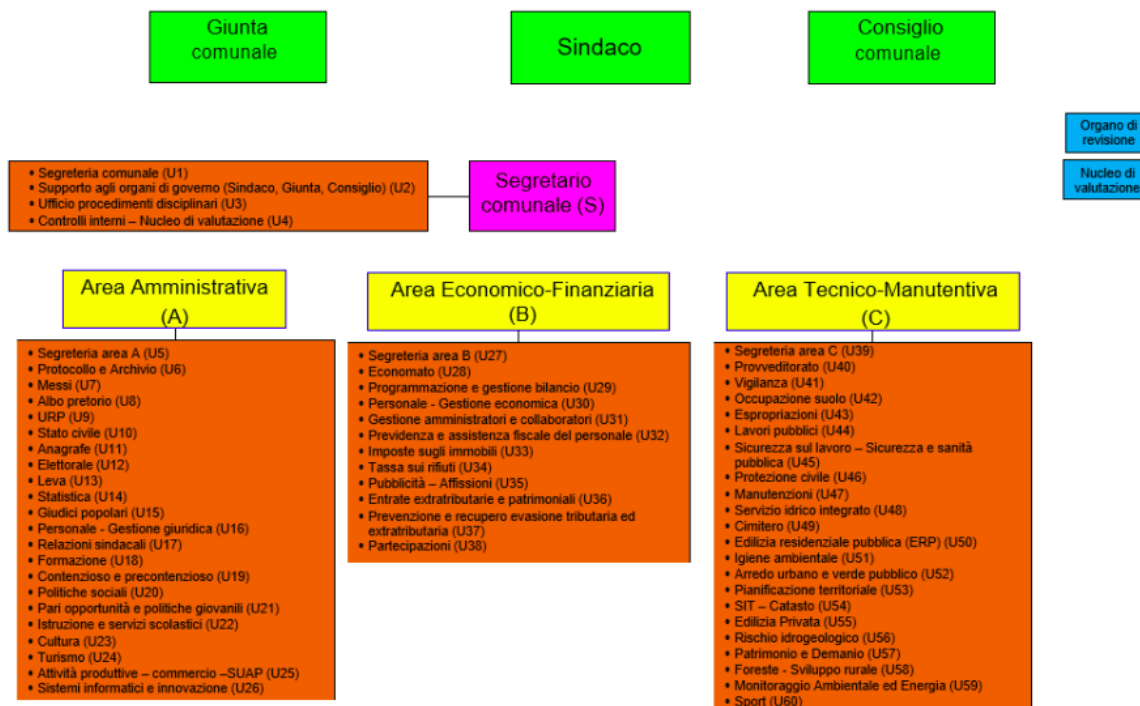 Giunta
comunale
Sindaco
Consiglio
comunale
Organo di
revisione
Nucleo di
valutazione
• Segreteria comunale (U1)
• Supporto agli organi di governo (Sindaco, Giunta, Consiglio) (U2)
• Ufficio procedimenti disciplinari (U3)
• Controlli interni – Nucleo di valutazione (U4)
Segretario
comunale (S)
Area Amministrativa
(A)
• Segreteria area A (U5)
• Protocollo e Archivio (U6)
• Messi (U7)
• Albo pretorio (U8)
• URP (U9)
• Stato civile (U10)
• Anagrafe (U11)
• Elettorale (U12)
• Leva (U13)
• Statistica (U14)
• Giudici popolari (U15)
• Personale - Gestione giuridica (U16)
• Relazioni sindacali (U17)
• Formazione (U18)
• Contenzioso e precontenzioso (U19)
• Politiche sociali (U20)
• Pari opportunità e politiche giovanili (U21)
• Istruzione e servizi scolastici (U22)
• Cultura (U23)
• Turismo (U24)
• Attività produttive – commercio –SUAP (U25)
• Sistemi informatici e innovazione (U26)
Area Economico-Finanziaria
(B)
• Segreteria area B (U27)
• Economato (U28)
• Programmazione e gestione bilancio (U29)
• Personale - Gestione economica (U30)
• Gestione amministratori e collaboratori (U31)
• Previdenza e assistenza fiscale del personale (U32)
• Imposte sugli immobili (U33)
• Tassa sui rifiuti (U34)
• Pubblicità – Affissioni (U35)
• Entrate extratributarie e patrimoniali (U36)
• Prevenzione e recupero evasione tributaria ed
extratributaria (U37)
• Partecipazioni (U38)
Area Tecnico-Manutentiva
(C)
• Segreteria area C (U39)
• Provveditorato (U40)
• Vigilanza (U41)
• Occupazione suolo (U42)
• Espropriazioni (U43)
• Lavori pubblici (U44)
• Sicurezza sul lavoro – Sicurezza e sanità
pubblica (U45)
• Protezione civile (U46)
• Manutenzioni (U47)
• Servizio idrico integrato (U48)
• Cimitero (U49)
• Edilizia residenziale pubblica (ERP) (U50)
• Igiene ambientale (U51)
• Arredo urbano e verde pubblico (U52)
• Pianificazione territoriale (U53)
• SIT – Catasto (U54)
• Edilizia Privata (U55)
• Rischio idrogeologico (U56)
• Patrimonio e Demanio (U57)
• Foreste - Sviluppo rurale (U58)
• Monitoraggio Ambientale ed Energia (U59)
• Sport (U60)